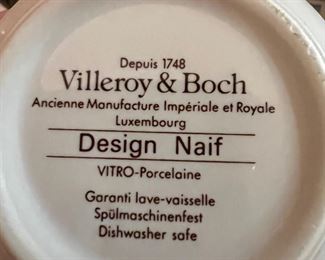 Depuis 1748
Villeroy & Boch
Ancienne Manufacture Impériale et Royale
Luxembourg
Design Naif
VITRO-Porcelaine
Garanti lave-vaisselle
Spülmaschinenfest
Dishwasher safe